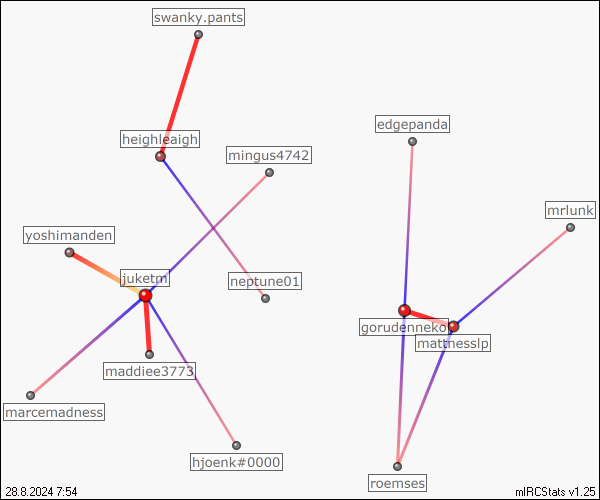 swanky.pants
edgepanda
heighleaigh
mingus4742
mrlunk
yoshimanden
juketm
neptune01
gorudenneko
mattnesslp
maddiee3773
marcemadness
hjoenk#0000
roemses
28.8.2024 7:54
mIRCStats v1.25